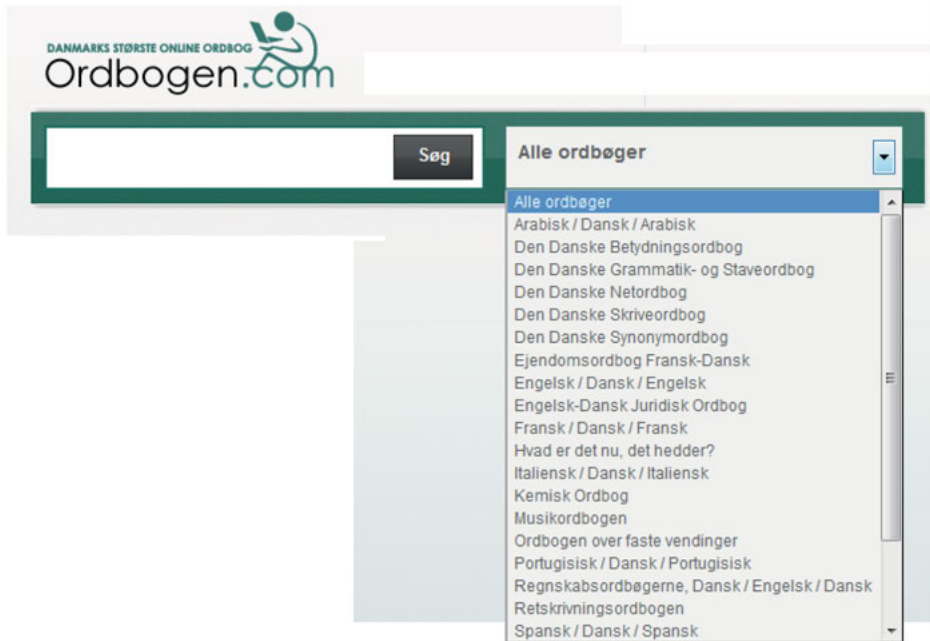 DANMARKS STØRSTE ONLINE ORDBOG
Ordbogen.com
Søg
Alle ordbøger
Alle ordbøger
Arabisk / Dansk / Arabisk
Den Danske Betydningsordbog
Den Danske Grammatik- og Staveordbog
Den Danske Netordbog
Den Danske Skriveordbog
Den Danske Synonymordbog
Ejendomsordbog Fransk-Dansk
Engelsk / Dansk / Engelsk
Engelsk-Dansk Juridisk Ordbog
Fransk / Dansk / Fransk
Hvad er det nu, det hedder?
Italiensk / Dansk / Italiensk
Kemisk Ordbog
Musikordbogen
Ordbogen over faste vendinger
Portugisisk / Dansk / Portugisisk
Regnskabsordbøgerne, Dansk / Engelsk / Dansk
Retskrivningsordbogen
Spansk / Dansk / Spansk